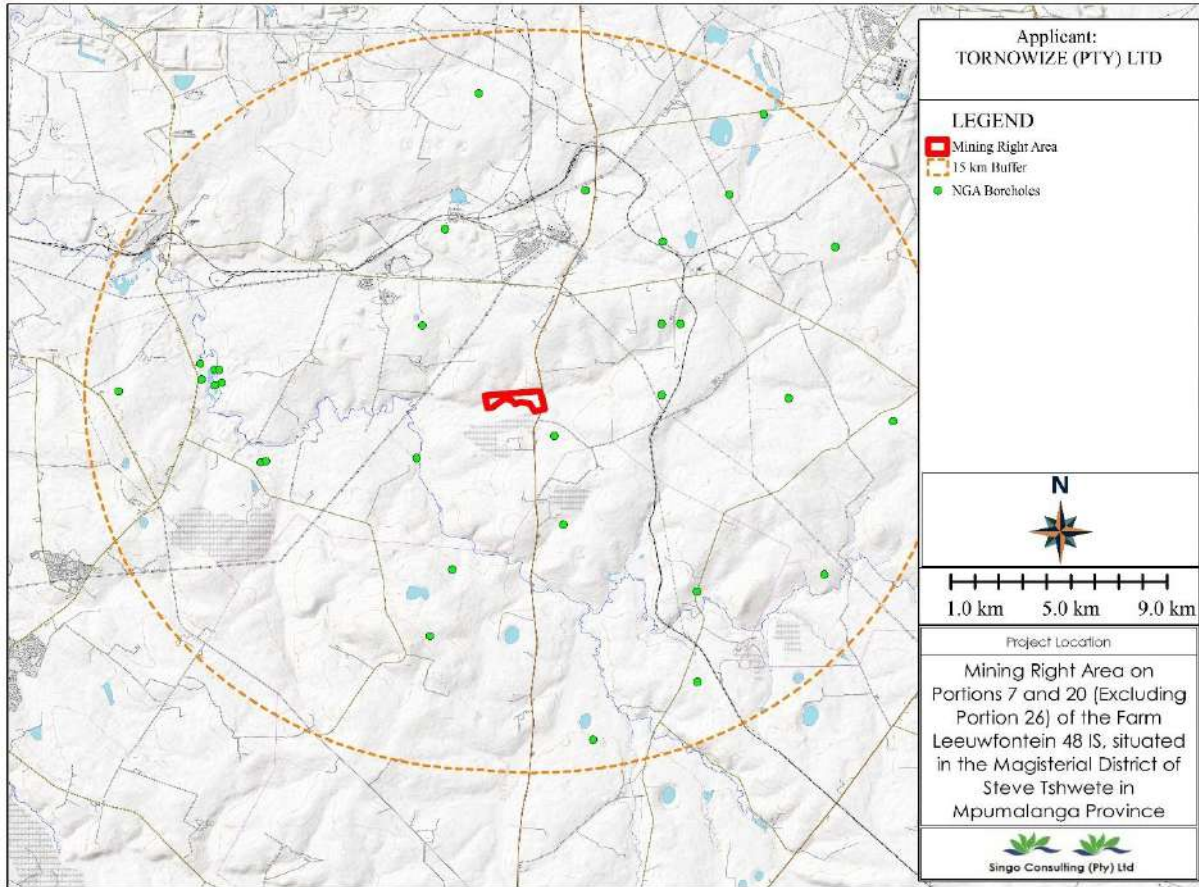 Applicant:
TORNOWIZE (PTY) LTD
LEGEND
Mining Right Area
15 km Buffer
NGA Boreholes
N
1.0 km 5.0 km 9.0 km
Project Location
Mining Right Area on
Portions 7 and 20 (Excluding
Portion 26) of the Farm
Leeuwfontein 48 IS, situated
in the Magisterial District of
Steve Tshwete in
Mpumalanga Province
Singo Consulting (Pty) Ltd